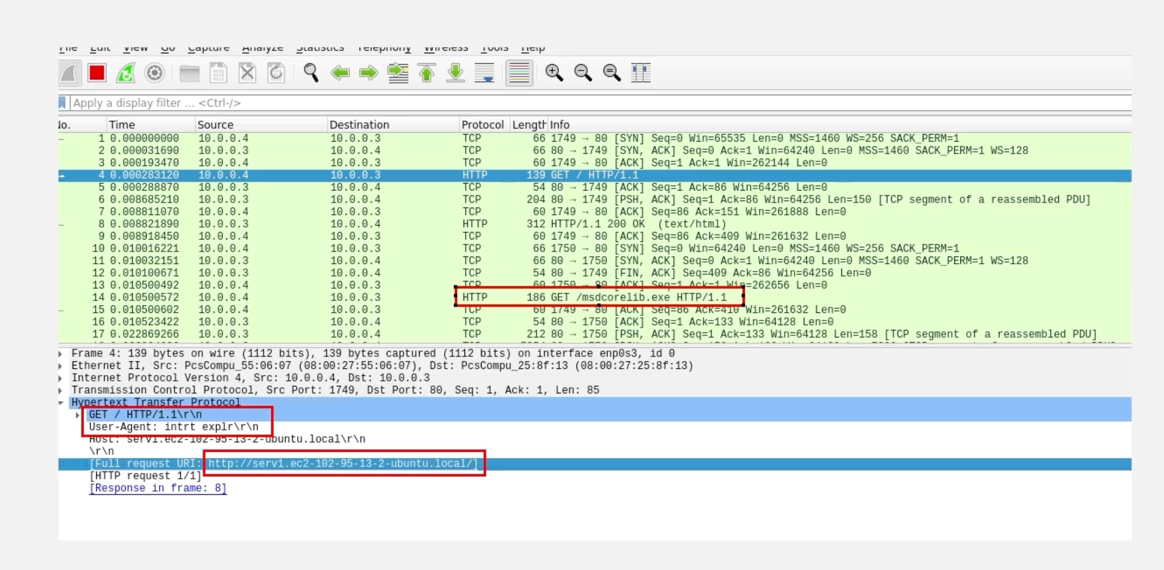 File Edit View Go Capture Analyze Statistics Telephony Wireless Tools Help
Apply a display filter ... <Ctrl-/>
No. Time Source Destination Protocol Length Info
1 0.000000000 10.0.0.4 10.0.0.3 TCP 66 1749 → 80 [SYN] Seq=0 Win=65535 Len=0 MSS=1460 WS=256 SACK_PERM=1
2 0.000031690 10.0.0.3 10.0.0.4 TCP 66 80 → 1749 [SYN, ACK] Seq=0 Ack=1 Win=64240 Len=0 MSS=1460 SACK_PERM=1 WS=128
3 0.000193470 10.0.0.4 10.0.0.3 TCP 60 1749 → 80 [ACK] Seq=1 Ack=1 Win=262144 Len=0
4 0.000283120 10.0.0.4 10.0.0.3 HTTP 139 GET / HTTP/1.1
5 0.000288870 10.0.0.3 10.0.0.4 TCP 54 80 → 1749 [ACK] Seq=1 Ack=86 Win=64256 Len=0
6 0.008685210 10.0.0.3 10.0.0.4 TCP 204 80 → 1749 [PSH, ACK] Seq=1 Ack=86 Win=64256 Len=150 [TCP segment of a reassembled PDU]
7 0.008811070 10.0.0.4 10.0.0.3 TCP 60 1749 → 80 [ACK] Seq=86 Ack=151 Win=261888 Len=0
8 0.008821890 10.0.0.3 10.0.0.4 HTTP 312 HTTP/1.1 200 OK (text/html)
9 0.008918450 10.0.0.4 10.0.0.3 TCP 60 1749 → 80 [ACK] Seq=86 Ack=409 Win=261632 Len=0
10 0.010016221 10.0.0.4 10.0.0.3 TCP 66 1750 → 80 [SYN] Seq=0 Win=64240 Len=0 MSS=1460 WS=256 SACK_PERM=1
11 0.010032151 10.0.0.3 10.0.0.4 TCP 66 80 → 1750 [SYN, ACK] Seq=0 Ack=1 Win=64240 Len=0 MSS=1460 SACK_PERM=1 WS=128
12 0.010100671 10.0.0.3 10.0.0.4 TCP 54 80 → 1749 [FIN, ACK] Seq=409 Ack=86 Win=64256 Len=0
13 0.010500492 10.0.0.4 10.0.0.3 TCP 60 1750 → 80 [ACK] Seq=1 Ack=1 Win=262656 Len=0
14 0.010500572 10.0.0.4 10.0.0.3 HTTP 186 GET /msdcorelib.exe HTTP/1.1
15 0.010500602 10.0.0.4 10.0.0.3 TCP 60 1749 → 80 [ACK] Seq=86 Ack=410 Win=261632 Len=0
16 0.010523422 10.0.0.3 10.0.0.4 TCP 54 80 → 1750 [ACK] Seq=1 Ack=133 Win=64128 Len=0
17 0.022869266 10.0.0.3 10.0.0.4 TCP 212 80 → 1750 [PSH, ACK] Seq=1 Ack=133 Win=64128 Len=158 [TCP segment of a reassembled PDU]
Frame 4: 139 bytes on wire (1112 bits), 139 bytes captured (1112 bits) on interface enp0s3, id 0
Ethernet II, Src: PcsCompu_55:06:07 (08:00:27:55:06:07), Dst: PcsCompu_25:8f:13 (08:00:27:25:8f:13)
Internet Protocol Version 4, Src: 10.0.0.4, Dst: 10.0.0.3
Transmission Control Protocol, Src Port: 1749, Dst Port: 80, Seq: 1, Ack: 1, Len: 85
Hypertext Transfer Protocol
GET / HTTP/1.1\r\n
User-Agent: intrt explr\r\n
Host: serv1.ec2-102-95-13-2-ubuntu.local\r\n
\r\n
[Full request URI: http://serv1.ec2-102-95-13-2-ubuntu.local/]
[HTTP request 1/1]
[Response in frame: 8]